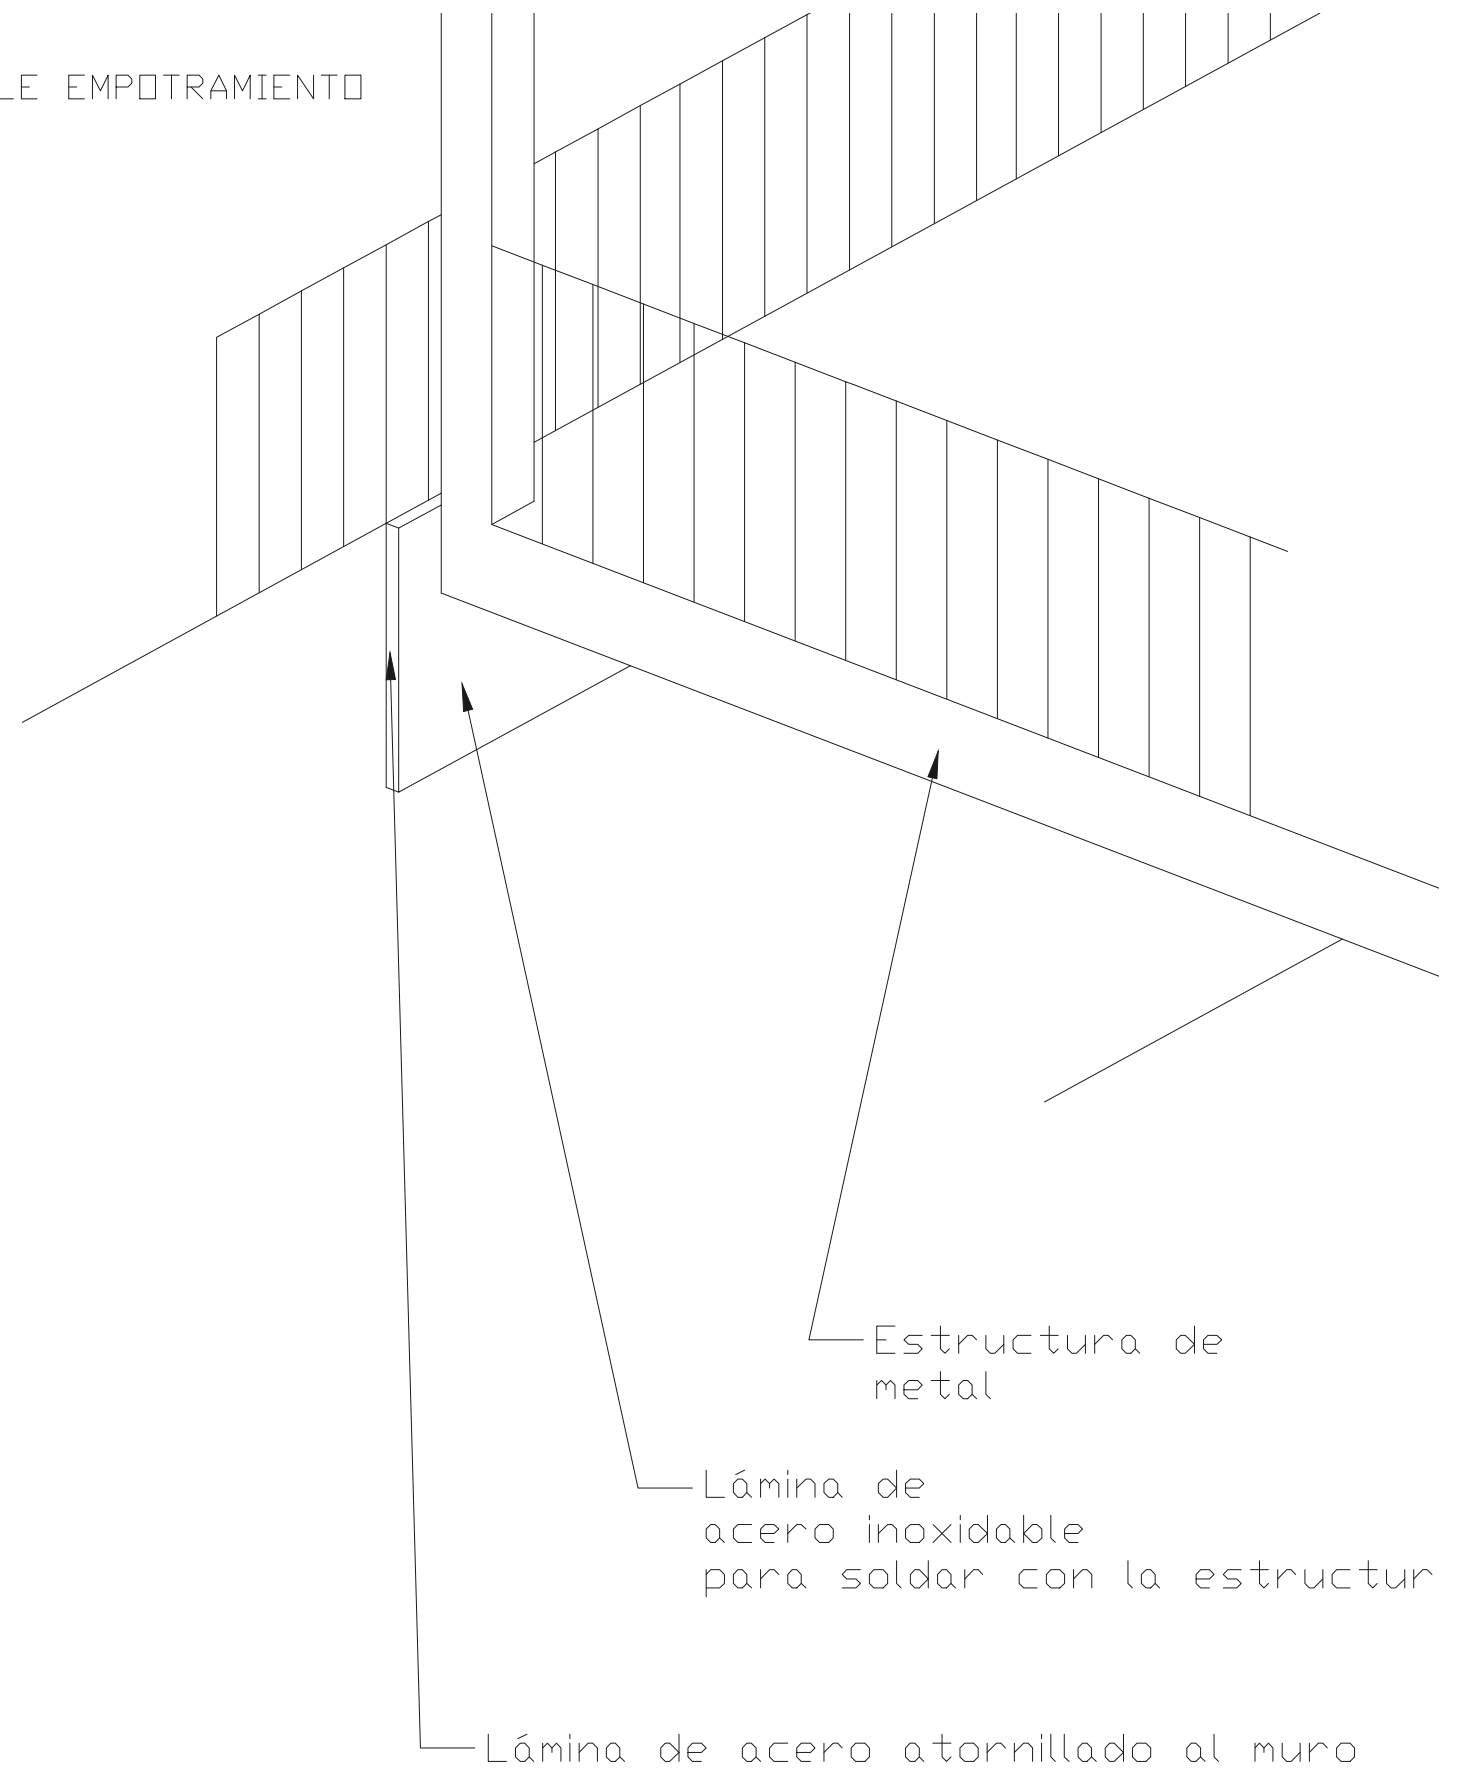 LE EMPOTRAMIENTO
Estructura de
metal
Lámina de
acero inoxidable
para soldar con la estructur
Lámina de acero atornillado al muro